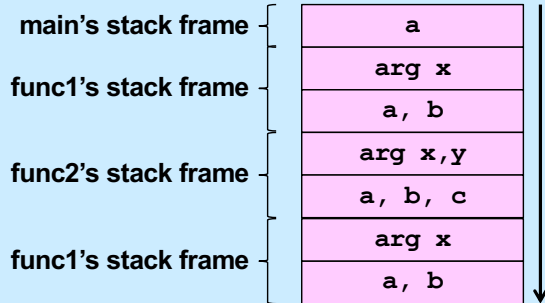 main's stack frame
a
func1's stack frame
arg x
a, b
func2's stack frame
arg x,y
a, b, c
func1's stack frame
arg x
a, b